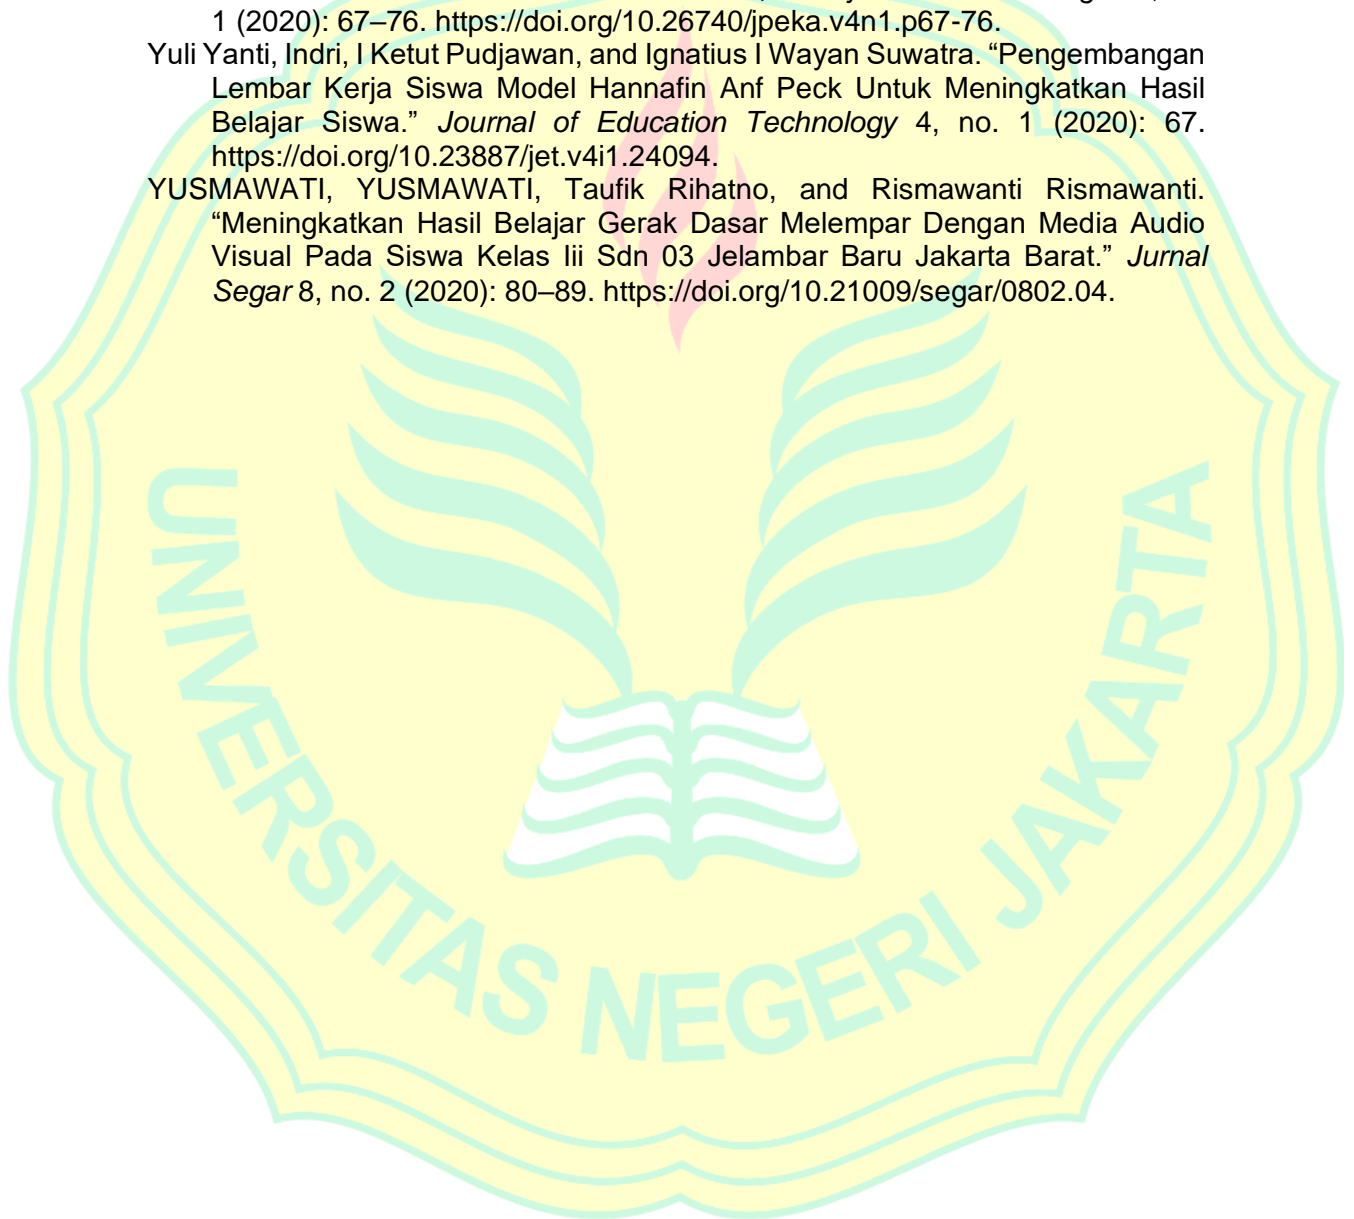 1 (2020): 67–76. https://doi.org/10.26740/jpeka.v4n1.p67-76.
Yuli Yanti, Indri, I Ketut Pudjawan, and Ignatius I Wayan Suwatra. “Pengembangan
Lembar Kerja Siswa Model Hannafin Anf Peck Untuk Meningkatkan Hasil
Belajar Siswa.” Journal of Education Technology 4, no. 1 (2020): 67.
https://doi.org/10.23887/jet.v4i1.24094.
YUSMAWATI, YUSMAWATI, Taufik Rihatno, and Rismawanti Rismawanti.
“Meningkatkan Hasil Belajar Gerak Dasar Melempar Dengan Media Audio
Visual Pada Siswa Kelas Iii Sdn 03 Jelambar Baru Jakarta Barat.” Jurnal
Segar 8, no. 2 (2020): 80–89. https://doi.org/10.21009/segar/0802.04.
UNIVERSITAS NEGERI JAKARTA